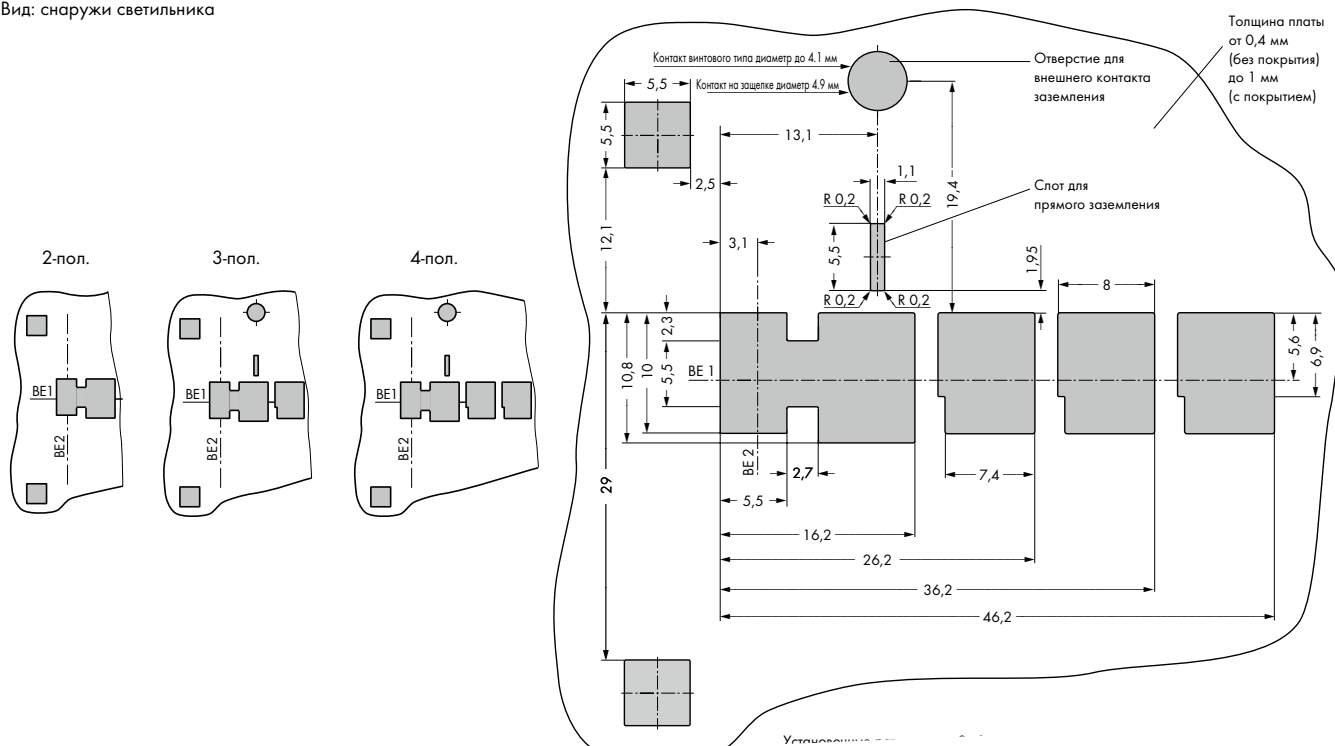 Вид: снаружи светильника
2-пол.
3-пол.
4-пол.
BE1
BE2
BE1
BE2
BE1
BE2
Контакт винтового типа диаметр до 4.1 мм
Контакт на защелке диаметр 4.9 мм
Отверстие для
внешнего контакта
заземления
Толщина платы
от 0,4 мм
(без покрытия)
до 1 мм
(с покрытием)
5,5
5,5
13,1
2,5
1,1
R 0,2
R 0,2
19,4
Слот для
прямого заземления
12,1
3,1
5,5
1,95
R 0,2
R 0,2
8
2,3
10,8
10
5,5
BE 1
5,6
6,9
BE 2
2,7
7,4
29
5,5
16,2
26,2
36,2
46,2